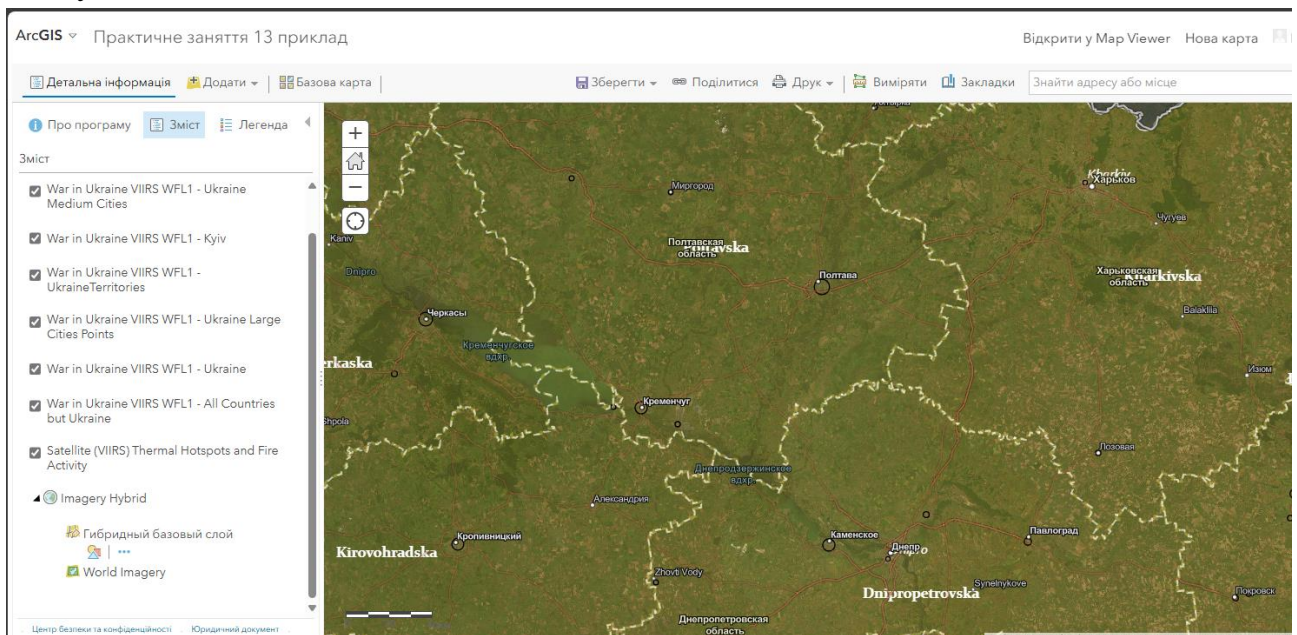 ArcGIS Практичне заняття 13 приклад
Відкрити у Map Viewer Нова карта
Детальна інформація Додати Базова карта
Зберегти Поділитися Друк Виміряти Закладки Знайти адресу або місце
Про програму Зміст Легенда
Зміст
War in Ukraine VIIRS WFL1 - Ukraine
Medium Cities
War in Ukraine VIIRS WFL1 - Kyiv
War in Ukraine VIIRS WFL1 -
UkraineTerritories
War in Ukraine VIIRS WFL1 - Ukraine Large
Cities Points
War in Ukraine VIIRS WFL1 - Ukraine
War in Ukraine VIIRS WFL1 - All Countries
but Ukraine
Satellite (VIIRS) Thermal Hotspots and Fire
Activity
Imagery Hybrid
Гибридный базовый слой
World Imagery
Центр безпеки та конфіденційності Юридичний документ
Миргород
Kharkiv
Харьков
Чугуев
Kaniv
Полтавская
область
Poltavska
Dnipro
Полтава
Харьковская
область
Kharkivska
Balakliia
Черкассы
Кременчугское
вдхр.
erkaska
Изюм
Кременчуг
Shpola
Лозовая
Днепродзержинское
вдхр.
Александрия
Кропивницкий
Каменское
Павлоград
Днепр
Dnipro
Kirovohradska
Zhovti Vody
Synelnykove
Dnipropetrovska
Покровск
Днепропетровская
область